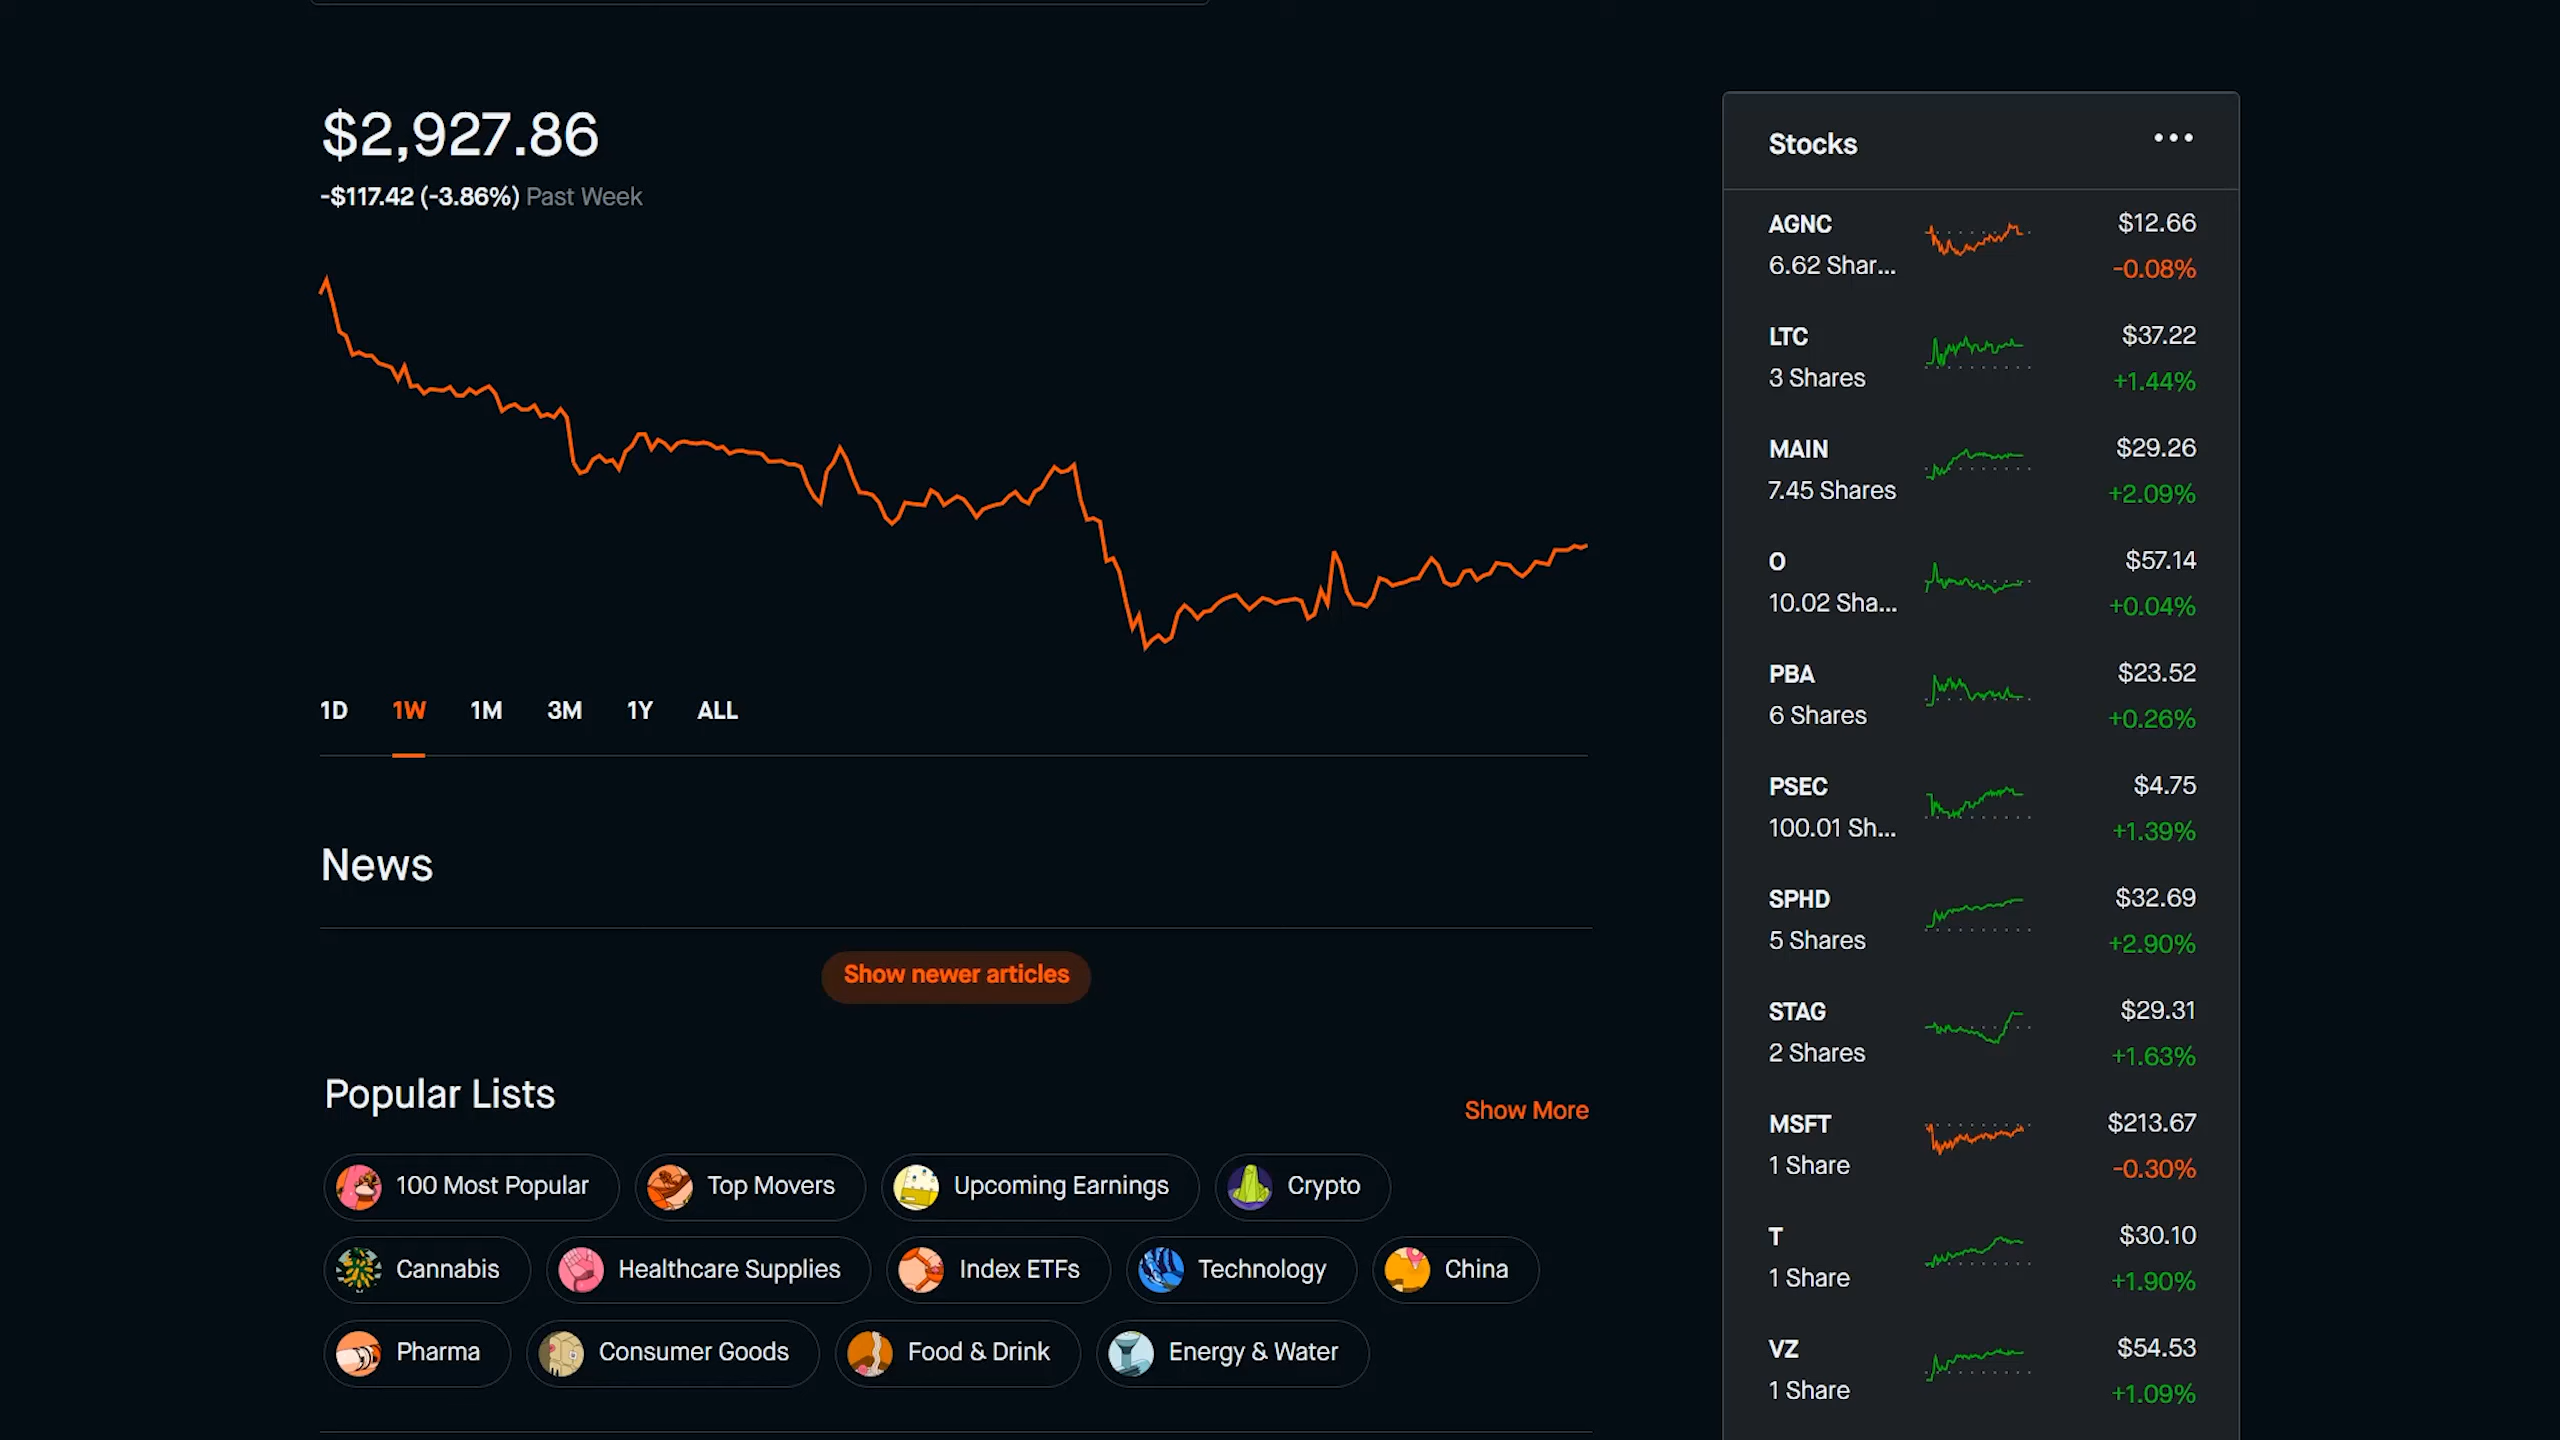 $2,927.86
-$117.42 (-3.86%) Past Week
1D 1W 1M 3M 1Y ALL
News
Show newer articles
Popular Lists
Show More
100 Most Popular Top Movers Upcoming Earnings Crypto
Cannabis Healthcare Supplies Index ETFs Technology China
Pharma Consumer Goods Food & Drink Energy & Water
Stocks
AGNC $12.66
6.62 Shar... -0.08%
LTC $37.22
3 Shares +1.44%
MAIN $29.26
7.45 Shares +2.09%
O $57.14
10.02 Sha... +0.04%
PBA $23.52
6 Shares +0.26%
PSEC $4.75
100.01 Sh... +1.39%
SPHD $32.69
5 Shares +2.90%
STAG $29.31
2 Shares +1.63%
MSFT $213.67
1 Share -0.30%
T $30.10
1 Share +1.90%
VZ $54.53
1 Share +1.09%